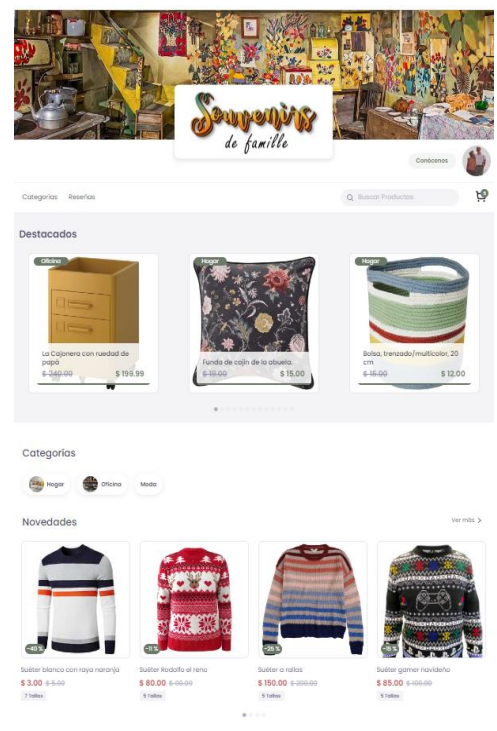 Souvenirs
de famille
Conócenos
Categorías Reseñas
Buscar Productos
0
Destacados
Oficina
La Cajonera con ruedad de
papá
$ 240.00 $ 199.99
Hogar
Funda de cojín de la abuela.
$ 19.00 $ 15.00
Hogar
Bolsa, trenzado/multicolor, 20
cm
$ 15.00 $ 12.00
Categorías
Hogar Oficina Moda
Novedades
Ver más
-40 %
Suéter blanco con raya naranja
$ 3.00 $ 5.00
7 Tallas
-11 %
Suéter Rodolfo el reno
$ 80.00 $ 90.00
5 Tallas
-25 %
Suéter a rallas
$ 150.00 $ 200.00
5 Tallas
-15 %
Suéter gamer navideño
$ 85.00 $ 100.00
5 Tallas